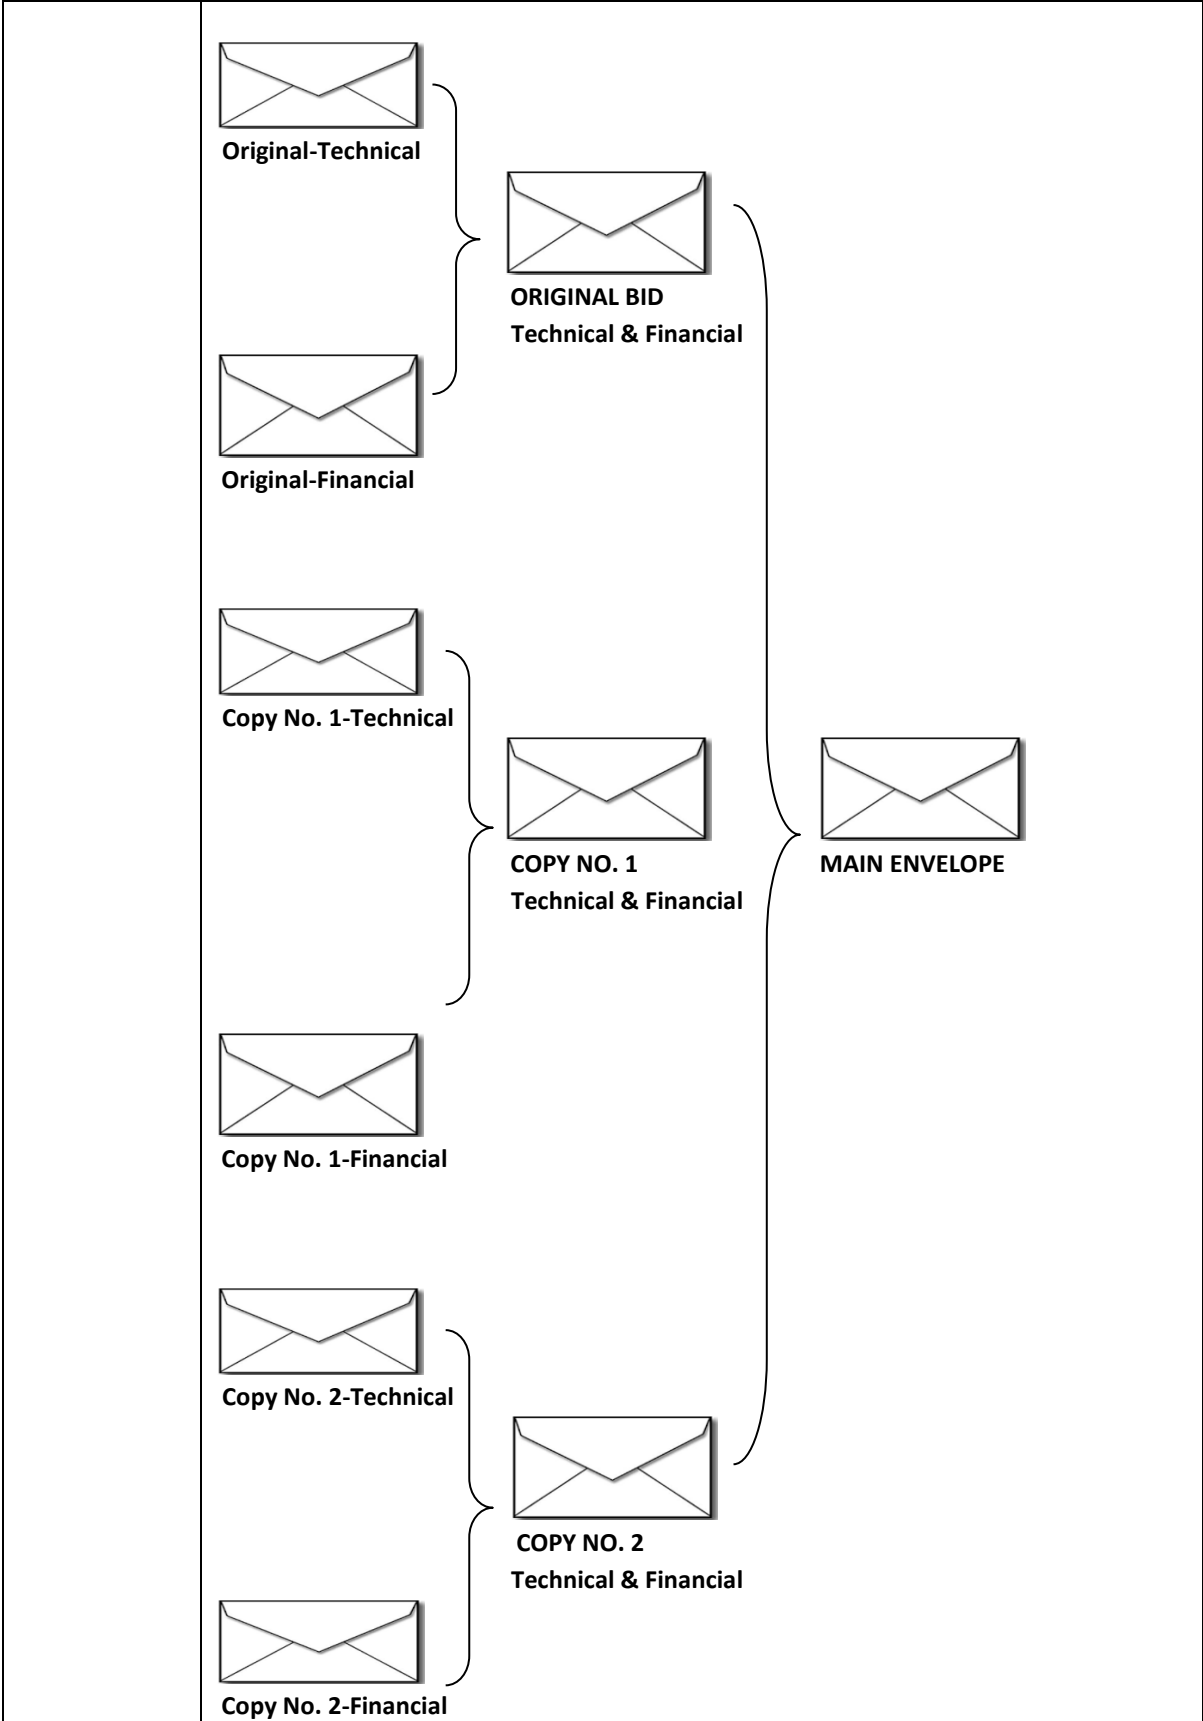 Original-Technical
ORIGINAL BID
Technical & Financial
Original-Financial
Copy No. 1-Technical
COPY NO. 1
Technical & Financial
MAIN ENVELOPE
Copy No. 1-Financial
Copy No. 2-Technical
COPY NO. 2
Technical & Financial
Copy No. 2-Financial